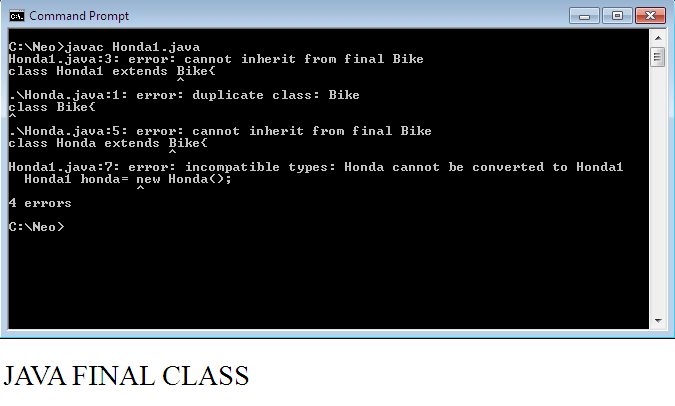 Command Prompt
C:\Neo>javac Honda1.java
Honda1.java:3: error: cannot inherit from final Bike
class Honda1 extends Bike{
^
.\Honda.java:1: error: duplicate class: Bike
class Bike{
^
.\Honda.java:5: error: cannot inherit from final Bike
class Honda extends Bike{
^
Honda1.java:7: error: incompatible types: Honda cannot be converted to Honda1
Honda1 honda= new Honda();
^
4 errors
C:\Neo>
JAVA FINAL CLASS